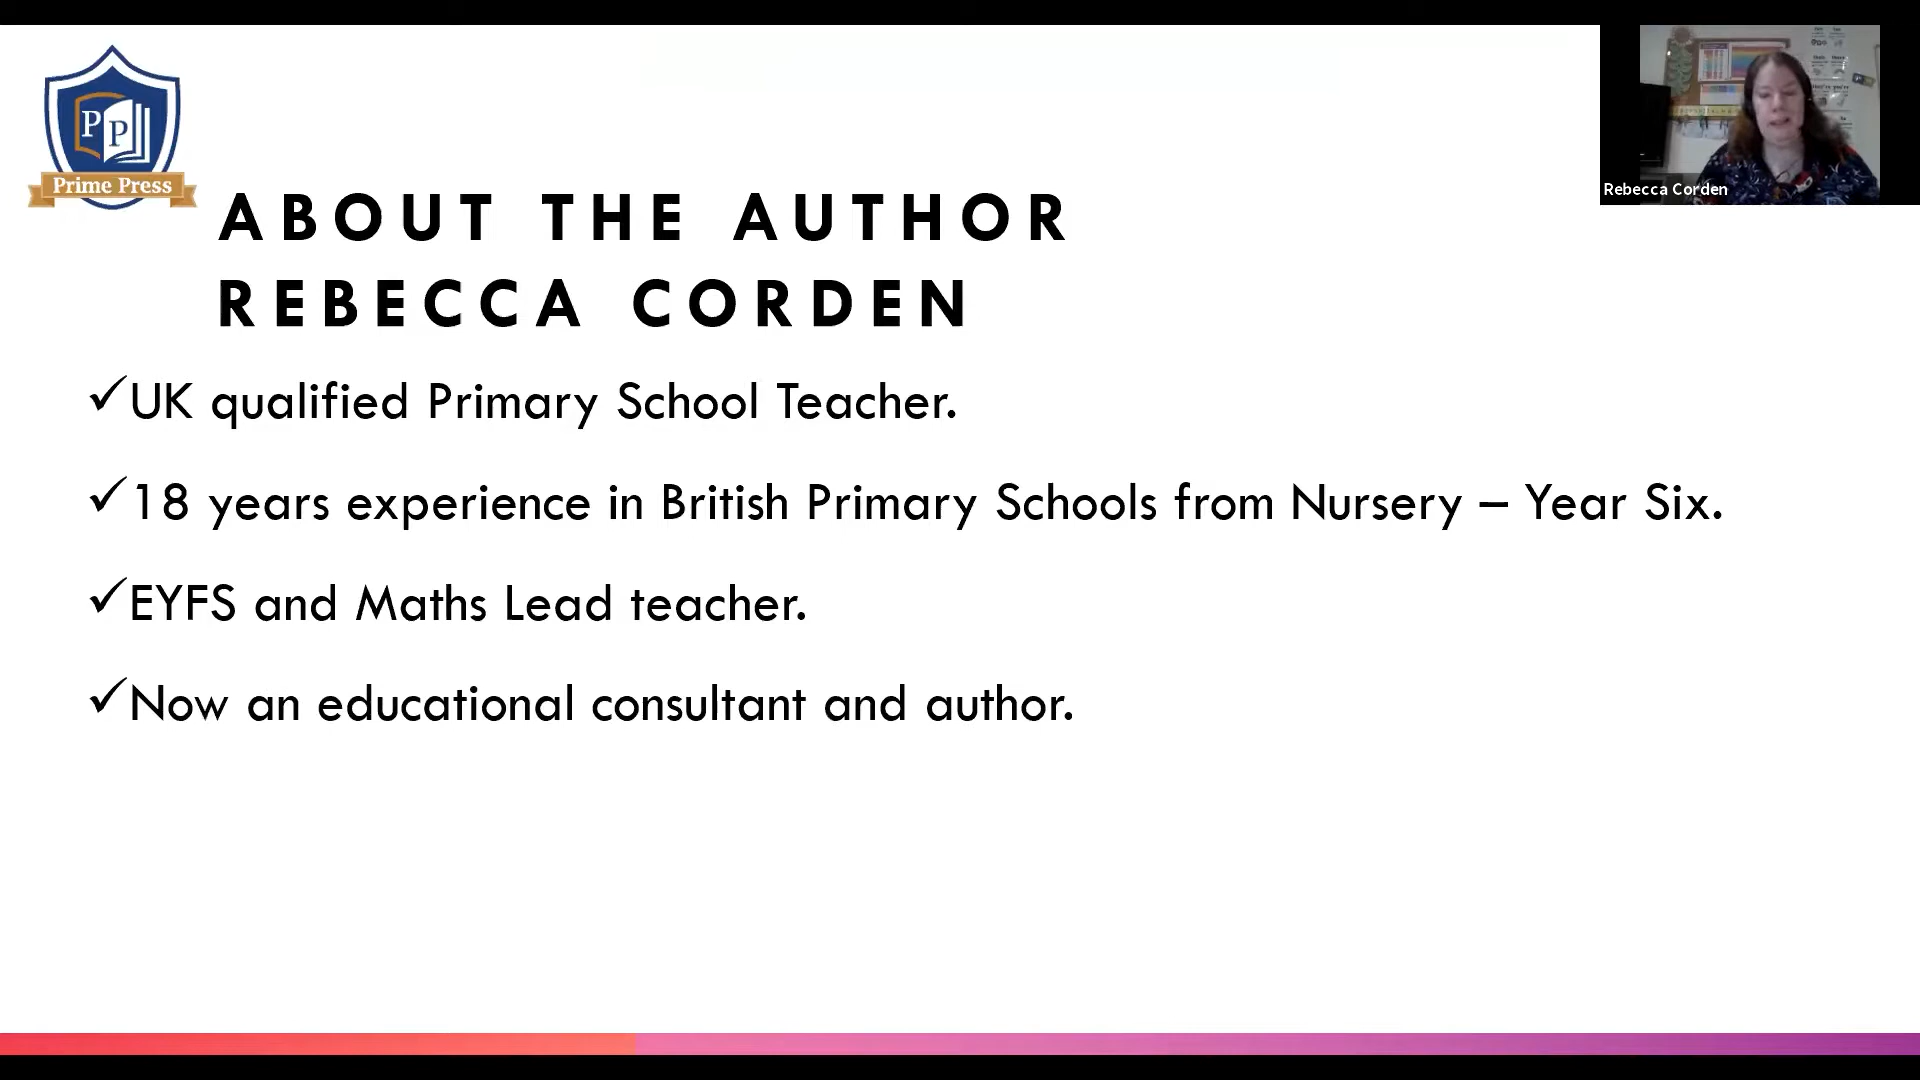 P P
Prime Press
ABOUT THE AUTHOR
REBECCA CORDEN
✓UK qualified Primary School Teacher.
✓18 years experience in British Primary Schools from Nursery – Year Six.
✓EYFS and Maths Lead teacher.
✓Now an educational consultant and author.
Rebecca Corden